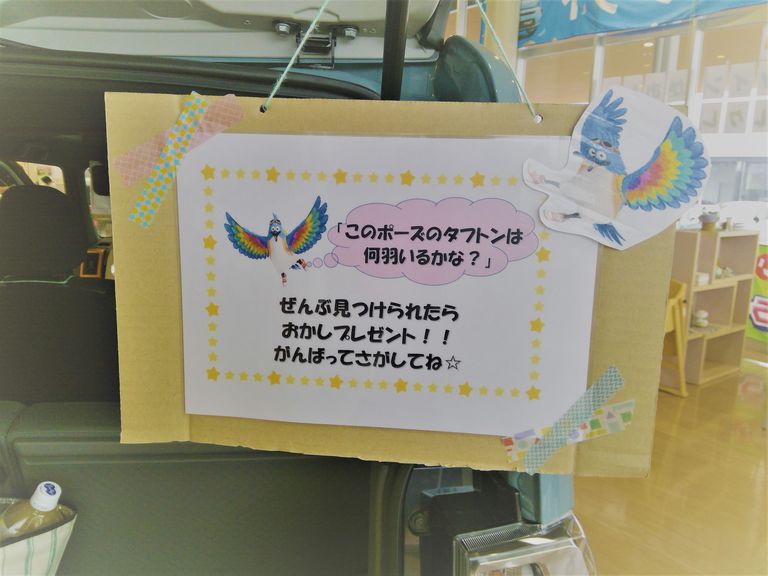 「このポーズのタフトンは
何羽いるかな？」
ぜんぶ見つけられたら
おかしプレゼント！！
がんばってさがしてね☆